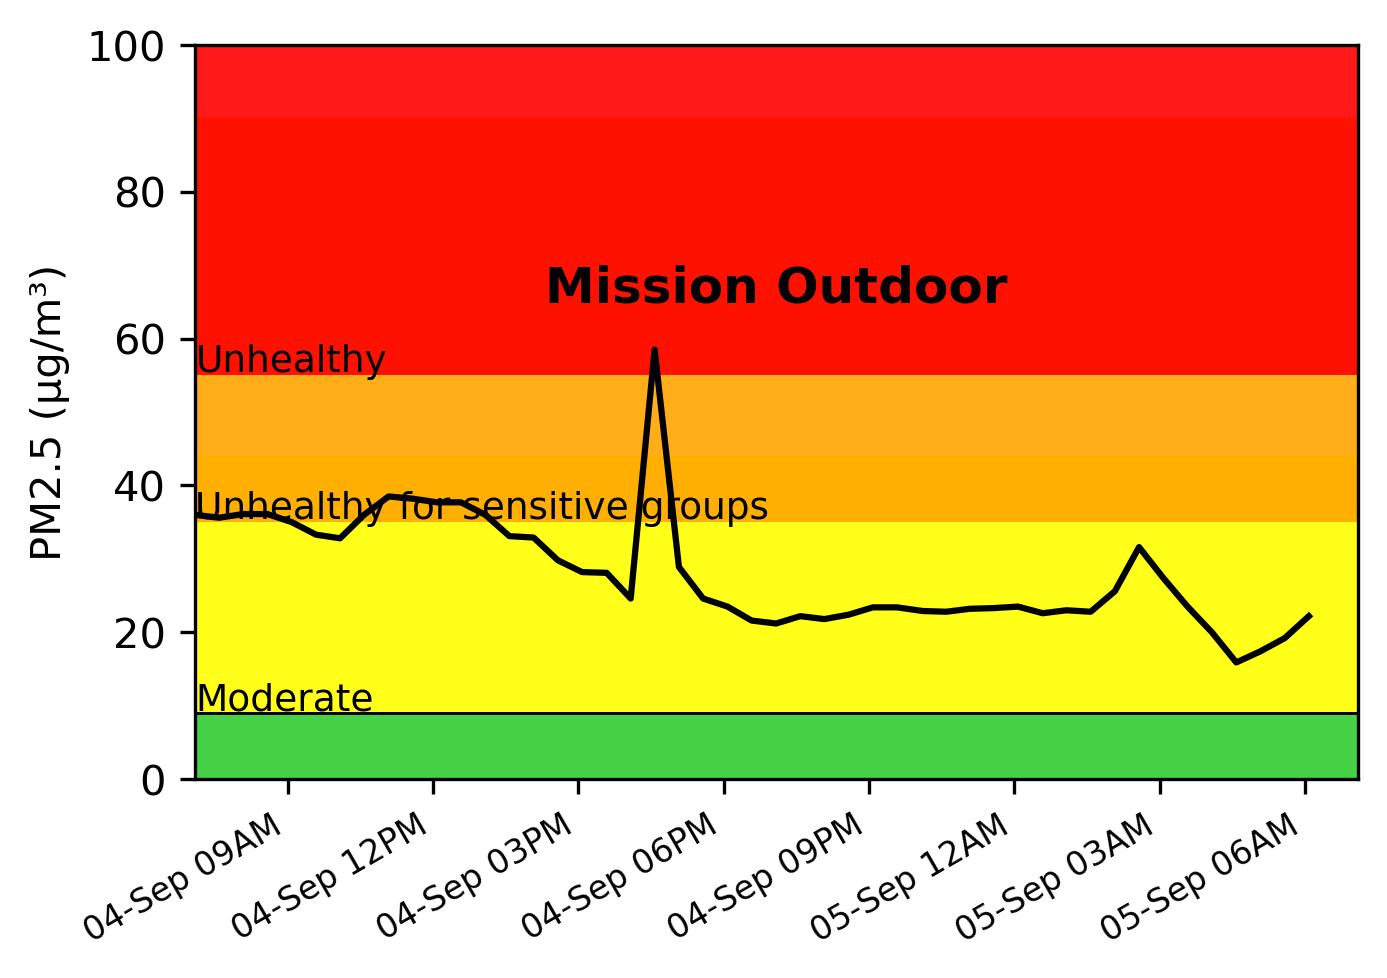 100
80
60
40
20
0
PM2.5 (µg/m³)
Mission Outdoor
Unhealthy
Unhealthy for sensitive groups
Moderate
04-Sep 09AM
04-Sep 12PM
04-Sep 03PM
04-Sep 06PM
04-Sep 09PM
05-Sep 12AM
05-Sep 03AM
05-Sep 06AM